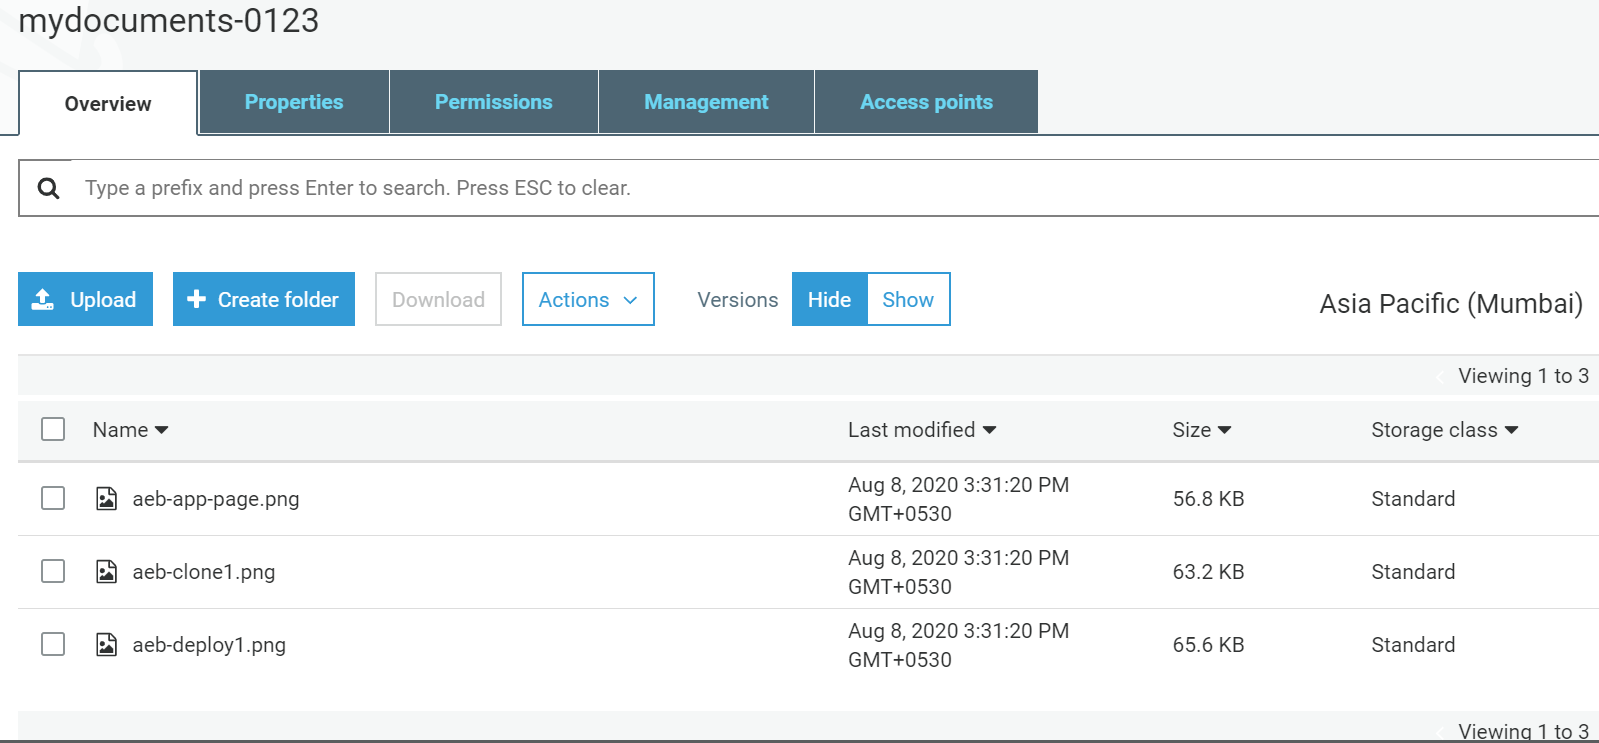 mydocuments-0123
Overview Properties Permissions Management Access points
Type a prefix and press Enter to search. Press ESC to clear.
Upload Create folder Download Actions Versions Hide Show Asia Pacific (Mumbai)
Viewing 1 to 3
Name Last modified Size Storage class
aeb-app-page.png Aug 8, 2020 3:31:20 PM 56.8 KB Standard
GMT+0530
aeb-clone1.png Aug 8, 2020 3:31:20 PM 63.2 KB Standard
GMT+0530
aeb-deploy1.png Aug 8, 2020 3:31:20 PM 65.6 KB Standard
GMT+0530
Viewing 1 to 3